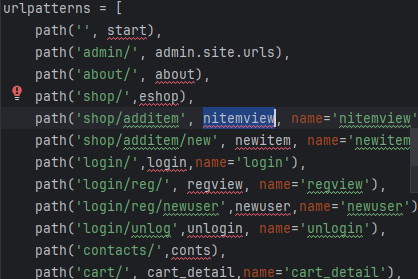 urlpatterns = [
path('', start),
path('admin/', admin.site.urls),
path('about/', about),
path('shop/',eshop),
path('shop/additem', nitemview, name='nitemview'
path('shop/additem/new', newitem, name='newitem
path('login/',login,name='login'),
path('login/reg/', regview, name='regview'),
path('login/reg/newuser',newuser,name='newuser')
path('login/unlog',unlogin, name='unlogin'),
path('contacts/',conts),
path('cart/', cart_detail,name='cart_detail'),